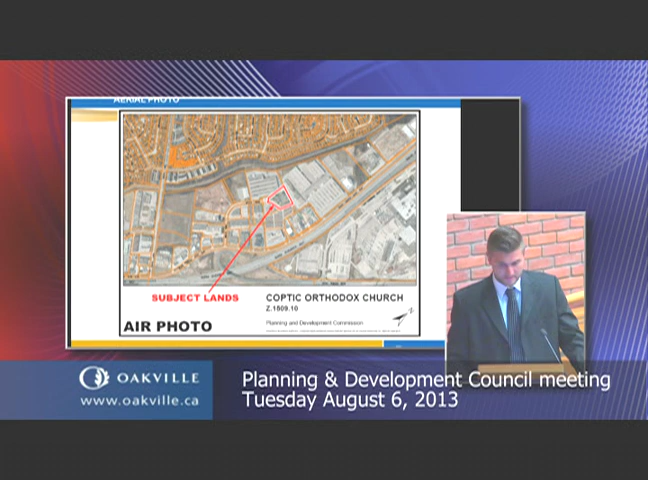 AERIAL PHOTO
SUBJECT LANDS
COPTIC ORTHODOX CHURCH
Z.1509.10
Planning and Development Commission
AIR PHOTO
OAKVILLE
www.oakville.ca
Planning & Development Council meeting
Tuesday August 6, 2013